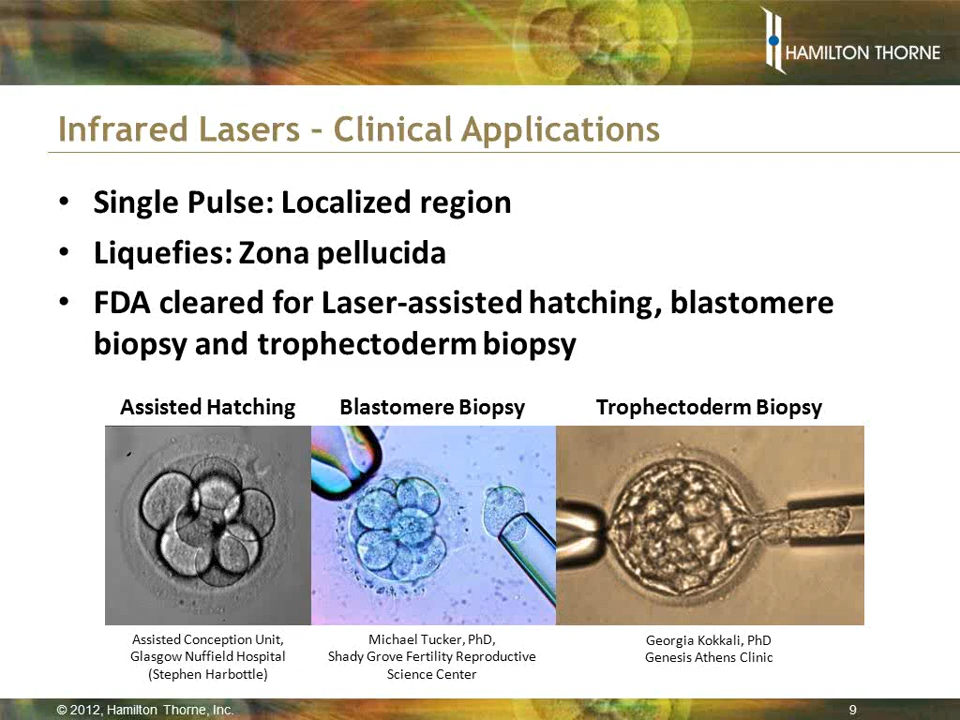 HAMILTON THORNE
Infrared Lasers – Clinical Applications
• Single Pulse: Localized region
• Liquefies: Zona pellucida
• FDA cleared for Laser-assisted hatching, blastomere
biopsy and trophectoderm biopsy
Assisted Hatching
Blastomere Biopsy
Trophectoderm Biopsy
Assisted Conception Unit,
Glasgow Nuffield Hospital
(Stephen Harbottle)
Michael Tucker, PhD,
Shady Grove Fertility Reproductive
Science Center
Georgia Kokkali, PhD
Genesis Athens Clinic
© 2012, Hamilton Thorne, Inc.
9